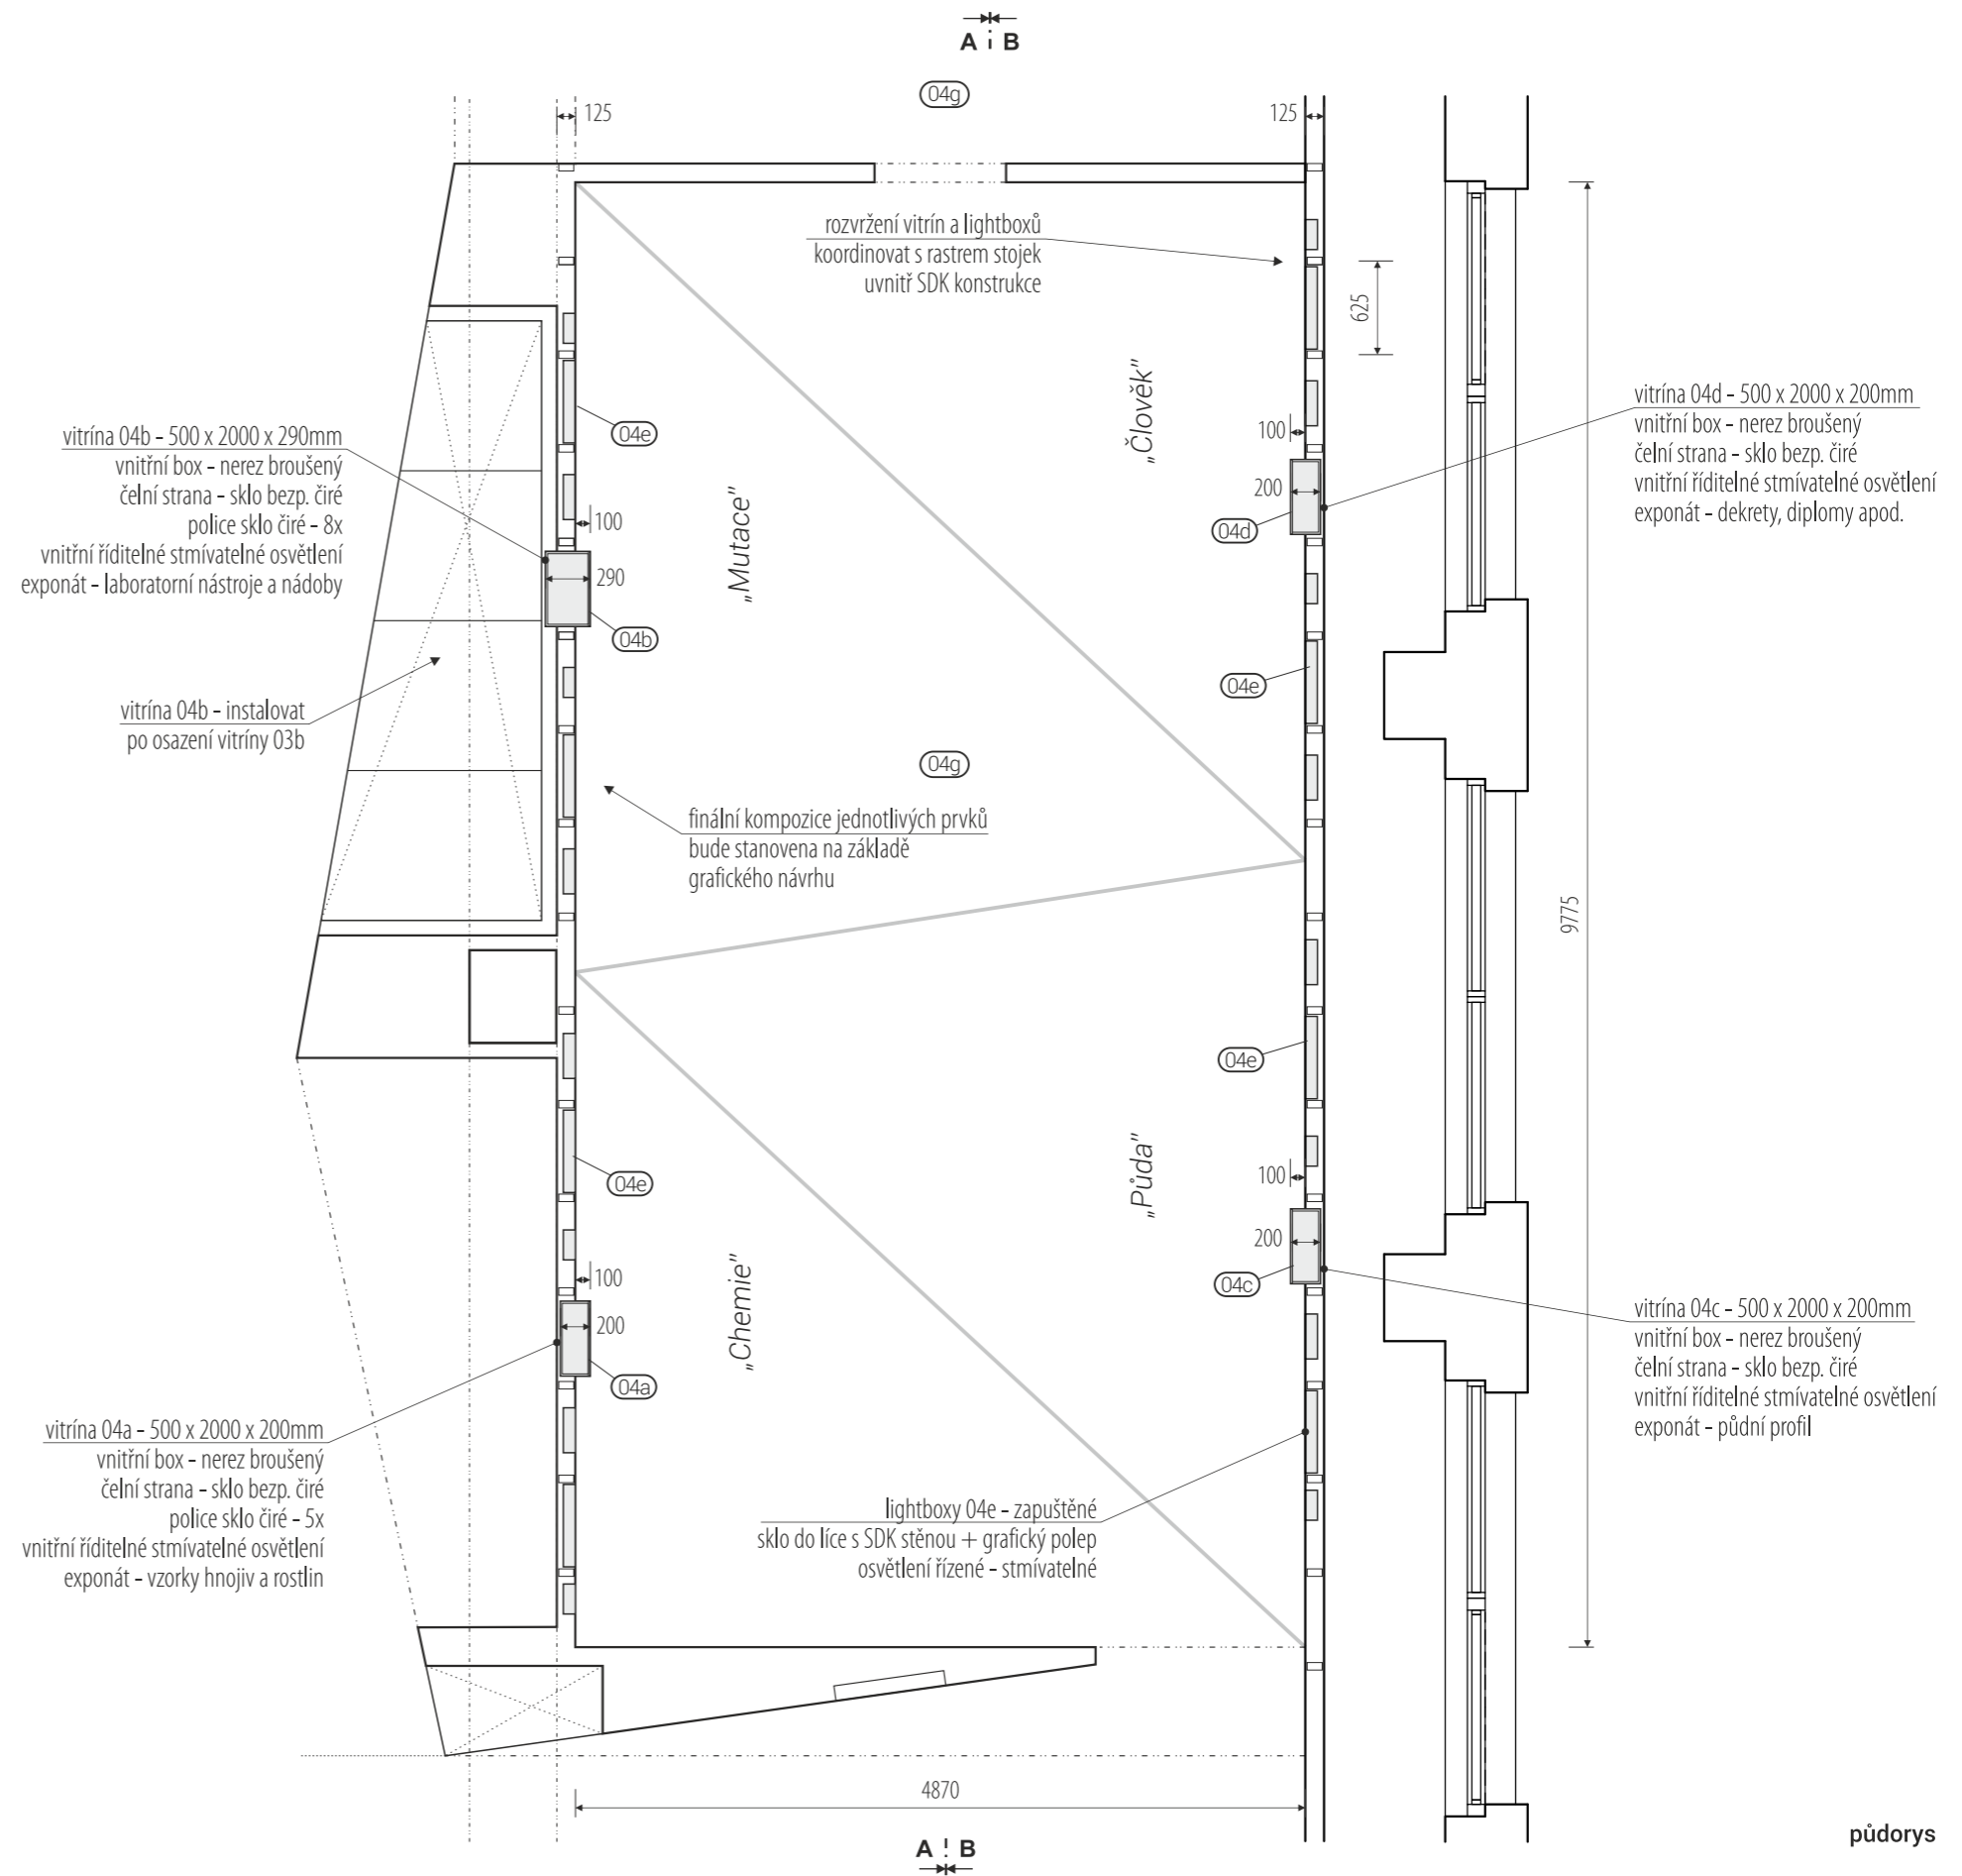 A B
04g
125
125
rozvržení vitrín a lightboxů
koordinovat s rastrem stojek
uvnitř SDK konstrukce
625
„Člověk"
04e
vitrína 04b – 500 x 2000 x 290mm
vnitřní box – nerez broušený
čelní strana – sklo bezp. čiré
police sklo čiré – 8x
vnitřní říditelné stmívatelné osvětlení
exponát – laboratorní nástroje a nádoby
100
290
04b
„Mutace"
100
200
04d
vitrína 04d – 500 x 2000 x 200mm
vnitřní box – nerez broušený
čelní strana – sklo bezp. čiré
vnitřní říditelné stmívatelné osvětlení
exponát – dekrety, diplomy apod.
04e
vitrína 04b – instalovat
po osazení vitríny 03b
04g
finální kompozice jednotlivých prvků
bude stanovena na základě
grafického návrhu
9775
04e
04e
„Půda"
100
200
04c
„Chemie"
100
200
04a
vitrína 04c – 500 x 2000 x 200mm
vnitřní box – nerez broušený
čelní strana – sklo bezp. čiré
vnitřní říditelné stmívatelné osvětlení
exponát – půdní profil
vitrína 04a – 500 x 2000 x 200mm
vnitřní box – nerez broušený
čelní strana – sklo bezp. čiré
police sklo čiré – 5x
vnitřní říditelné stmívatelné osvětlení
exponát – vzorky hnojiv a rostlin
lightboxy 04e – zapuštěné
sklo do líce s SDK stěnou + grafický polep
osvětlení řízené – stmívatelné
4870
A B
půdorys